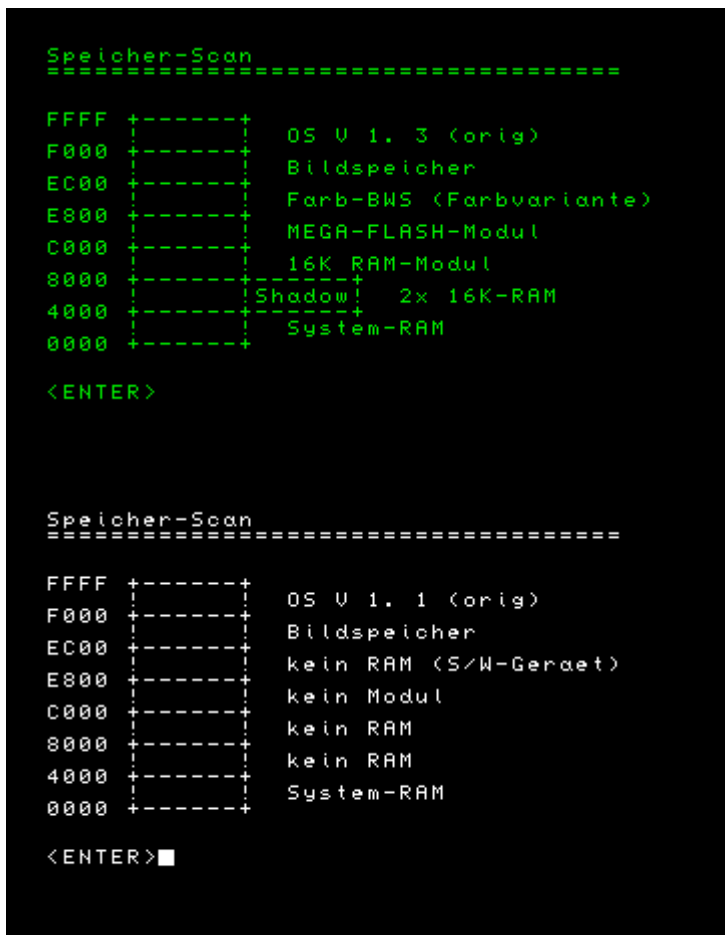 Speicher-Scan
====================================
FFFF +------+
¦      ¦  OS V 1. 3 (orig)
F000 +------+
¦      ¦  Bildspeicher
EC00 +------+
¦      ¦  Farb-BWS (Farbvariante)
E800 +------+
¦      ¦  MEGA-FLASH-Modul
C000 +------+
¦      ¦  16K RAM-Modul
8000 +------+------+
¦      ¦Shadow¦  2x 16K-RAM
4000 +------+------+
¦      ¦  System-RAM
0000 +------+
<ENTER>
Speicher-Scan
====================================
FFFF +------+
¦      ¦  OS V 1. 1 (orig)
F000 +------+
¦      ¦  Bildspeicher
EC00 +------+
¦      ¦  kein RAM (S/W-Geraet)
E800 +------+
¦      ¦  kein Modul
C000 +------+
¦      ¦  kein RAM
8000 +------+
¦      ¦  kein RAM
4000 +------+
¦      ¦  System-RAM
0000 +------+
<ENTER>